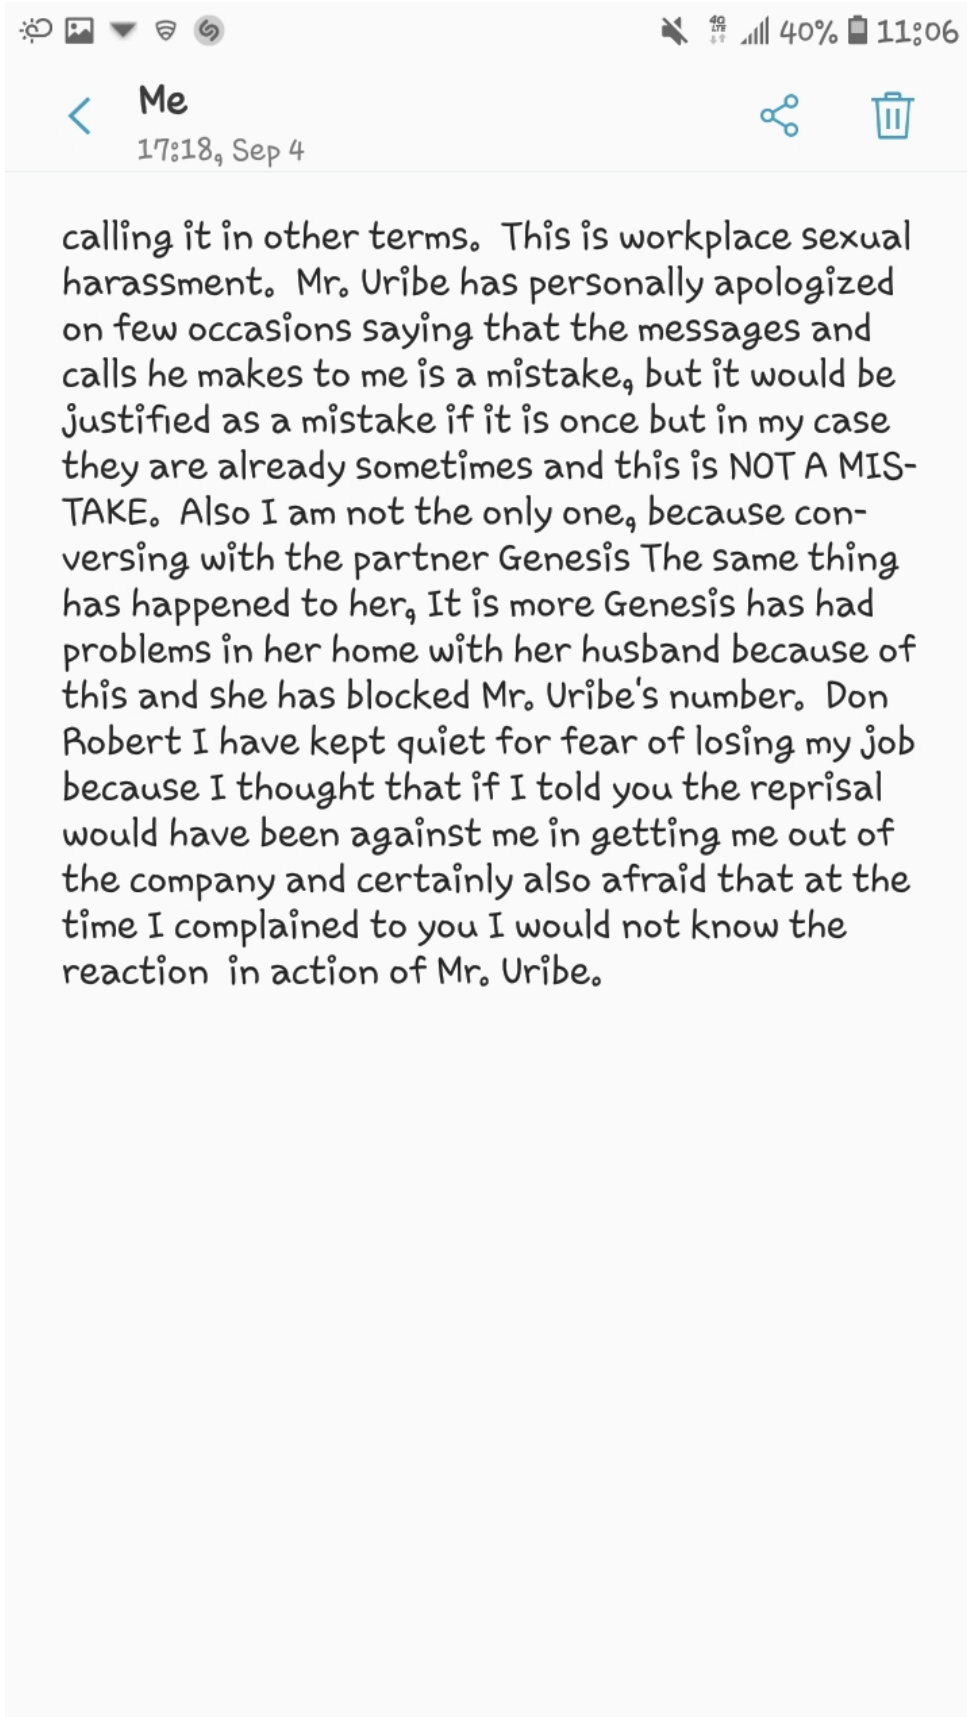 4G
LTE
40%
11:06
Me
17:18, Sep 4
calling it in other terms.  This is workplace sexual
harassment.  Mr. Uribe has personally apologized
on few occasions saying that the messages and
calls he makes to me is a mistake, but it would be
justified as a mistake if it is once but in my case
they are already sometimes and this is NOT A MIS-
TAKE.  Also I am not the only one, because con-
versing with the partner Genesis The same thing
has happened to her, It is more Genesis has had
problems in her home with her husband because of
this and she has blocked Mr. Uribe's number.  Don
Robert I have kept quiet for fear of losing my job
because I thought that if I told you the reprisal
would have been against me in getting me out of
the company and certainly also afraid that at the
time I complained to you I would not know the
reaction  in action of Mr. Uribe.